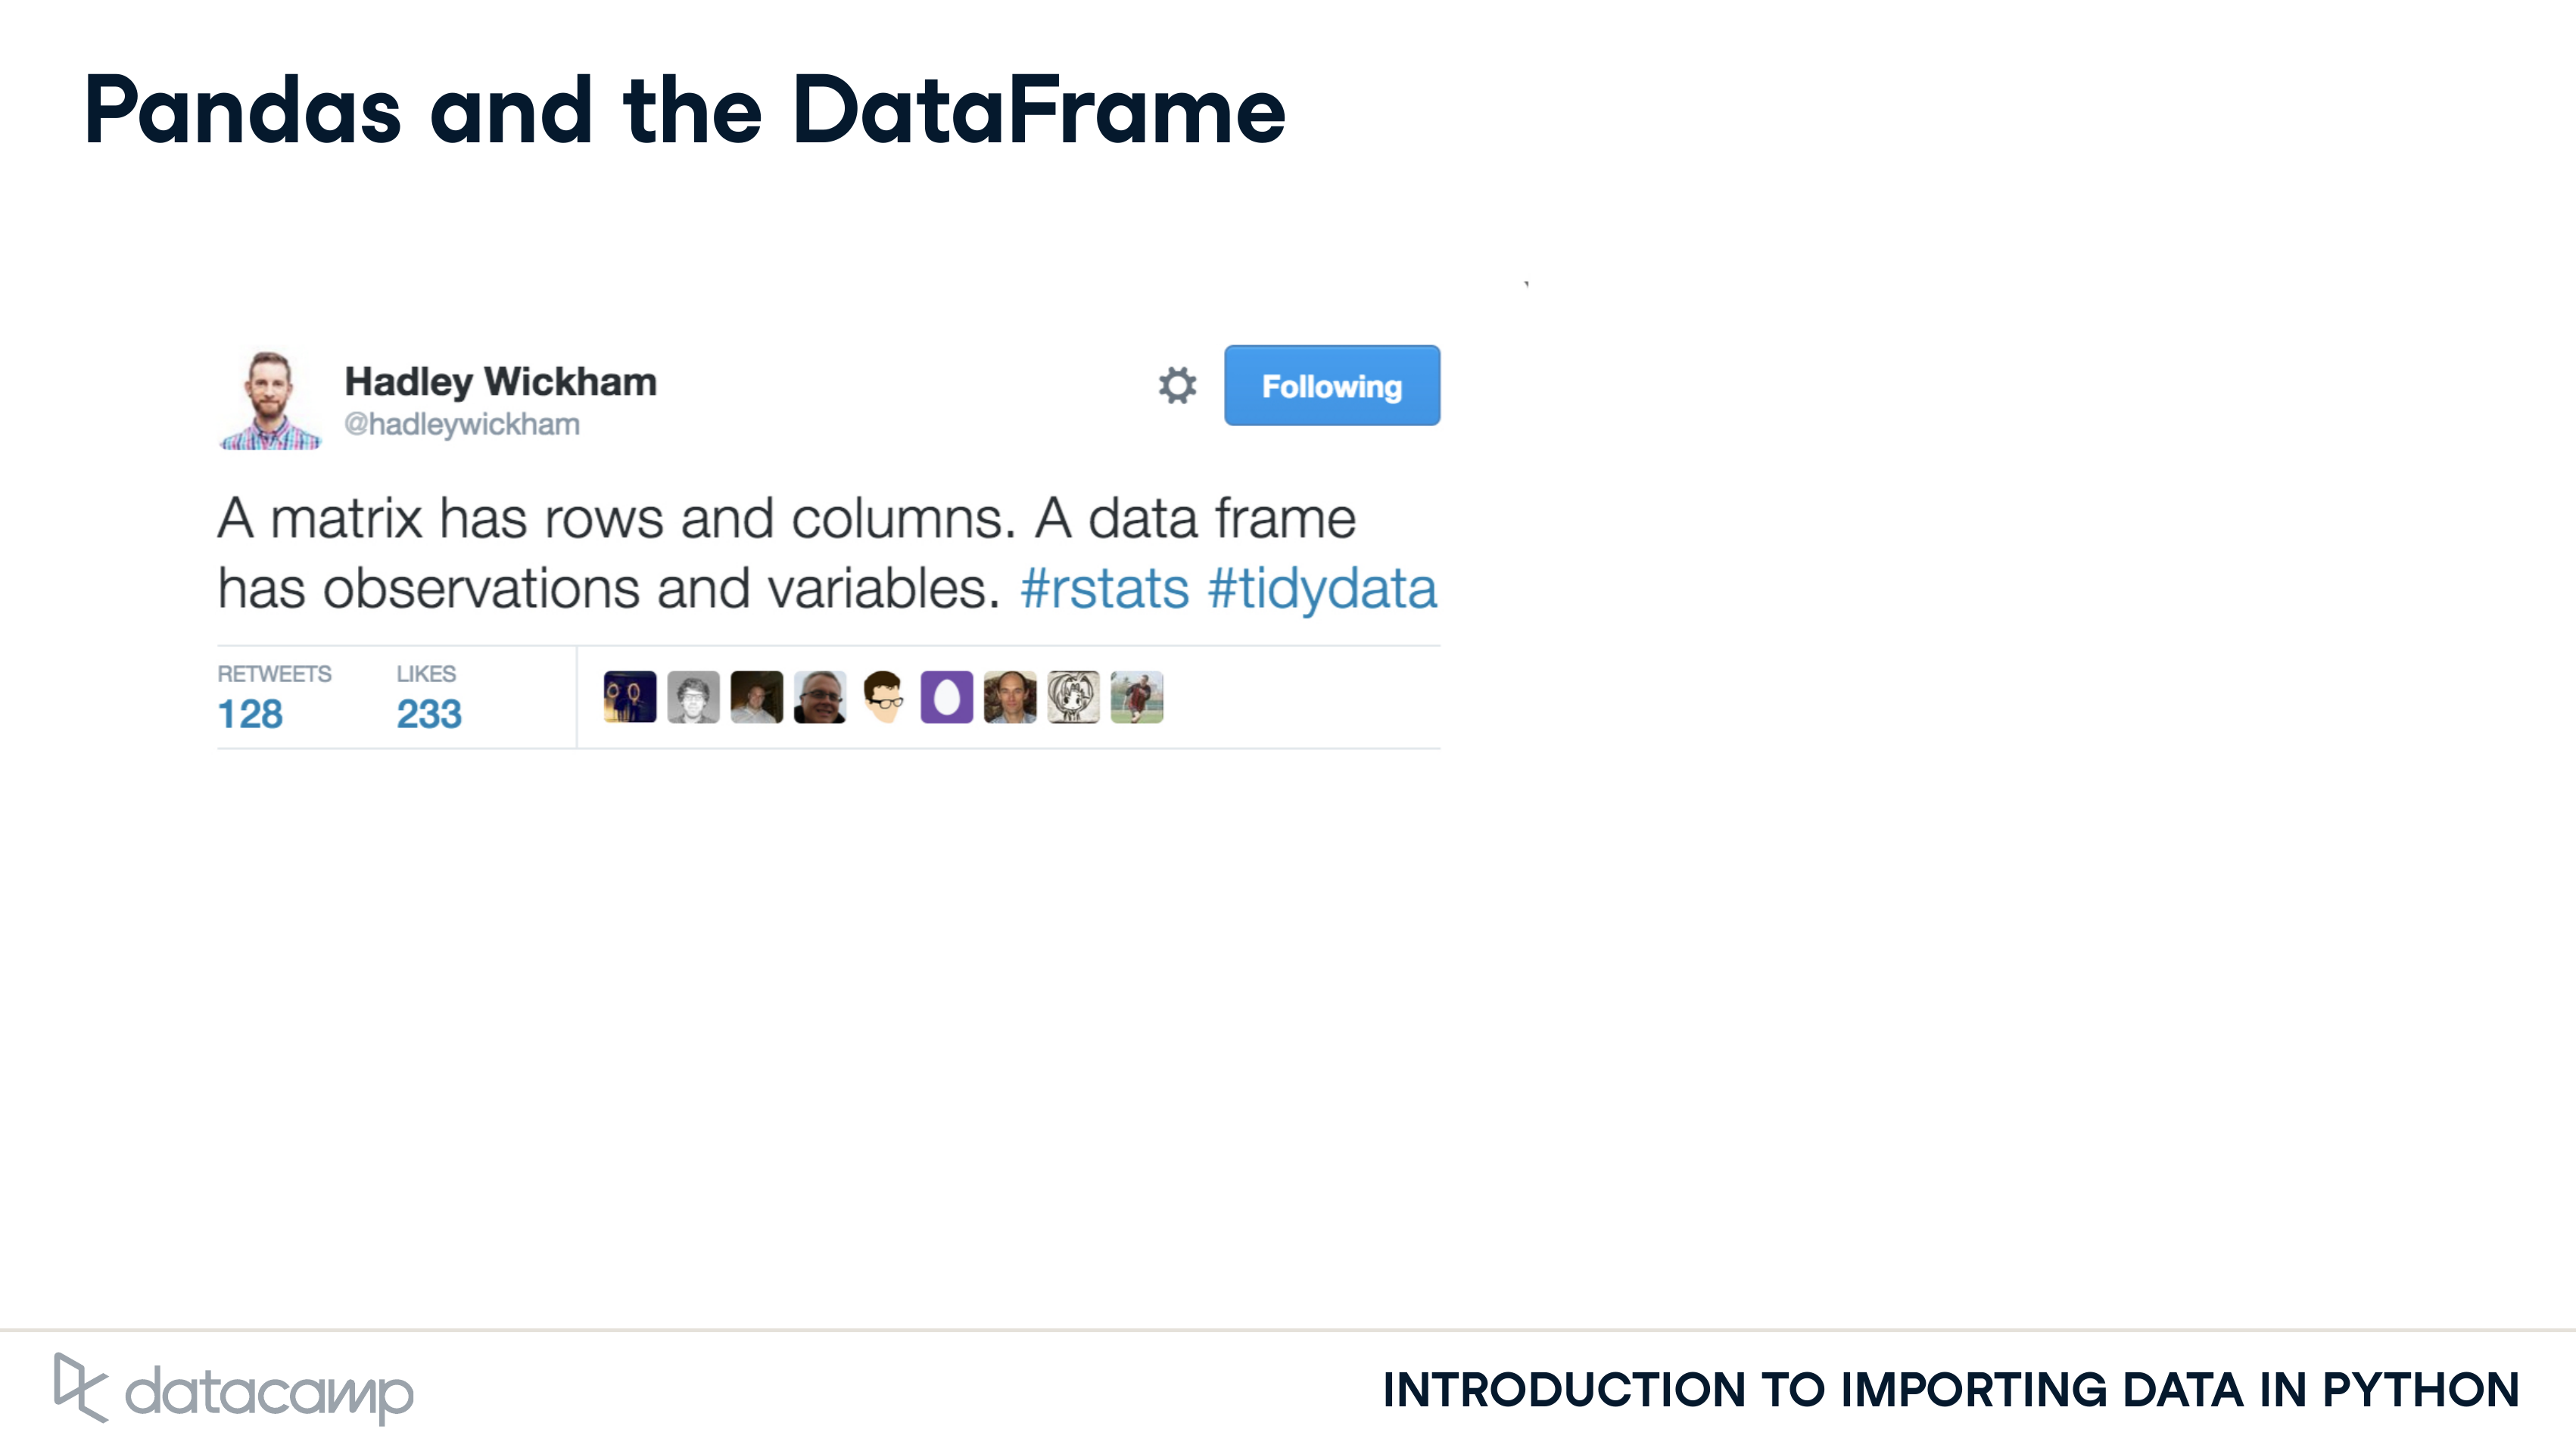 Pandas and the DataFrame
Hadley Wickham
@hadleywickham
Following
A matrix has rows and columns. A data frame
has observations and variables. #rstats #tidydata
RETWEETS LIKES
128 233
datacamp
INTRODUCTION TO IMPORTING DATA IN PYTHON